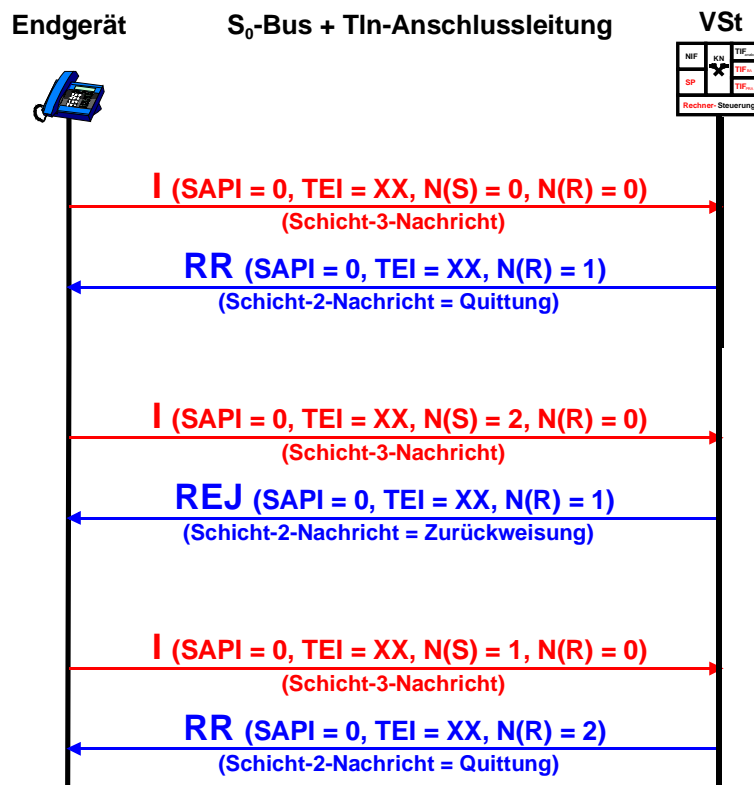 Endgerät S₀-Bus + Tln-Anschlussleitung VSt
NIF KN
SP TIF
TIF
Rechner-Steuerung
I (SAPI = 0, TEI = XX, N(S) = 0, N(R) = 0)
(Schicht-3-Nachricht)
RR (SAPI = 0, TEI = XX, N(R) = 1)
(Schicht-2-Nachricht = Quittung)
I (SAPI = 0, TEI = XX, N(S) = 2, N(R) = 0)
(Schicht-3-Nachricht)
REJ (SAPI = 0, TEI = XX, N(R) = 1)
(Schicht-2-Nachricht = Zurückweisung)
I (SAPI = 0, TEI = XX, N(S) = 1, N(R) = 0)
(Schicht-3-Nachricht)
RR (SAPI = 0, TEI = XX, N(R) = 2)
(Schicht-2-Nachricht = Quittung)